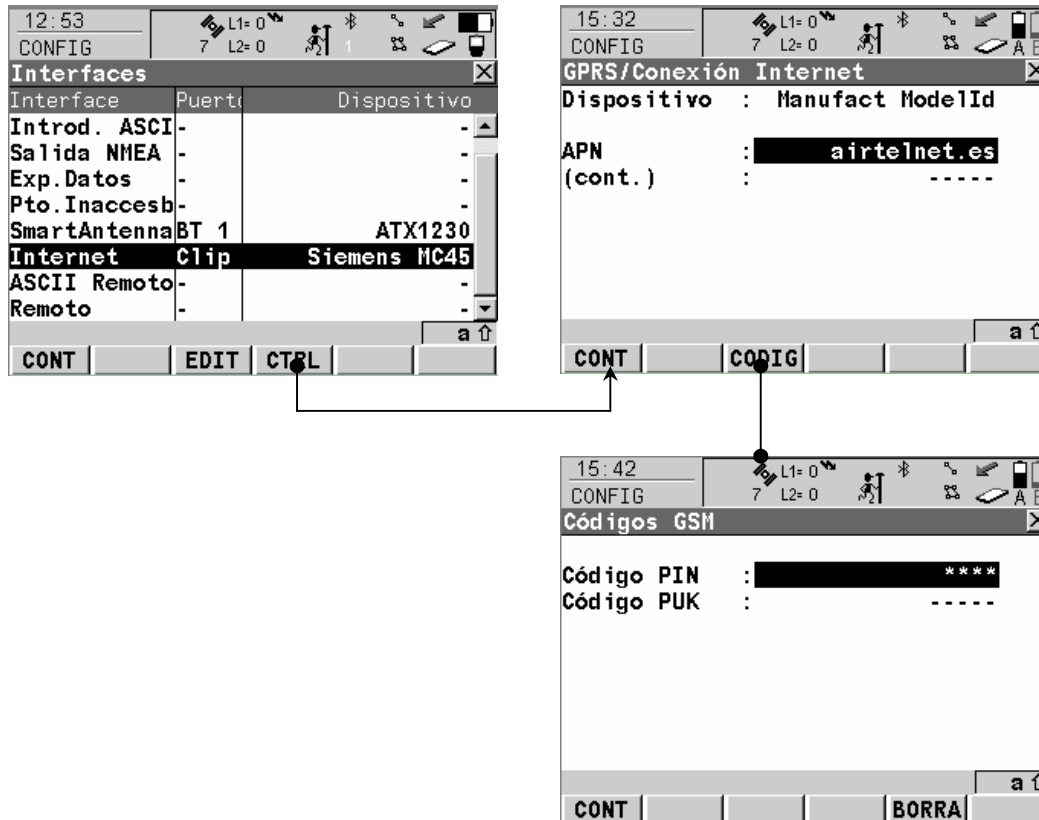 12:53
CONFIG
L1= 0
7 L2= 0
1
Interfaces
Interface Puerto Dispositivo
Introd. ASCI - -
Salida NMEA - -
Exp.Datos - -
Pto.Inaccesb - -
SmartAntenna BT 1 ATX1230
Internet Clip Siemens MC45
ASCII Remoto - -
Remoto - -
a
CONT EDIT CTRL
15:32
CONFIG
L1= 0
7 L2= 0
A B
GPRS/Conexión Internet
Dispositivo : Manufact ModelId
APN : airtelnet.es
(cont.) : -----
a
CONT CODIG
15:42
CONFIG
L1= 0
7 L2= 0
A B
Códigos GSM
Código PIN : ****
Código PUK : -----
a
CONT BORRA